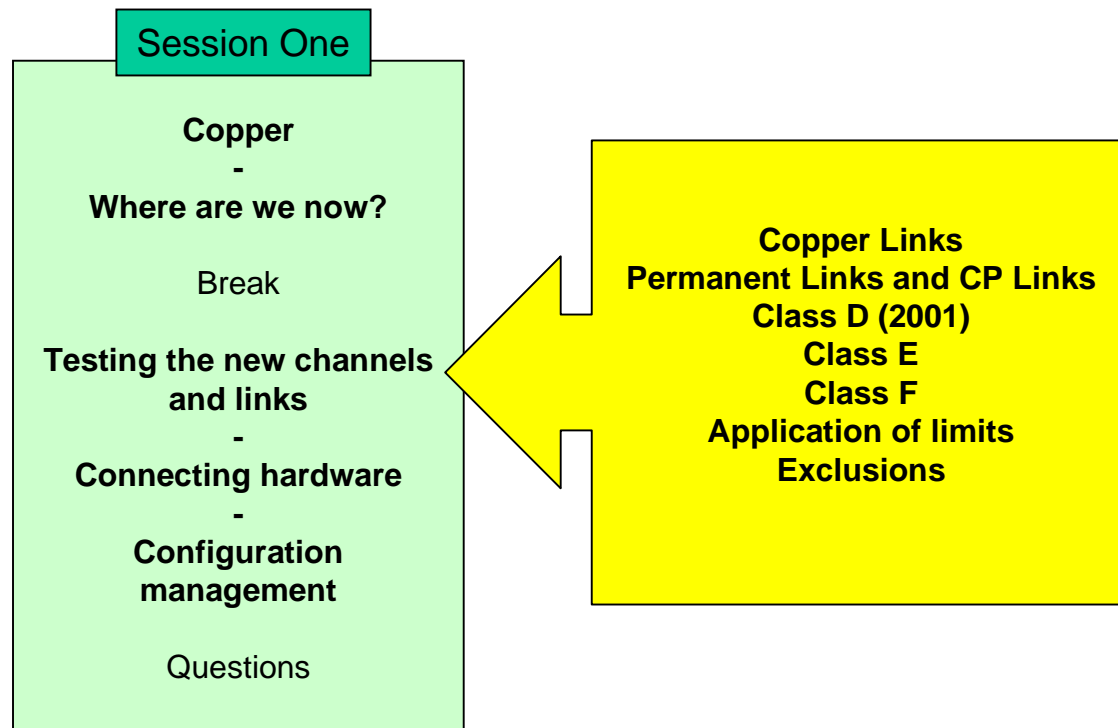 Session One
Copper
-
Where are we now?
Break
Testing the new channels
and links
-
Connecting hardware
-
Configuration
management
Questions
Copper Links
Permanent Links and CP Links
Class D (2001)
Class E
Class F
Application of limits
Exclusions